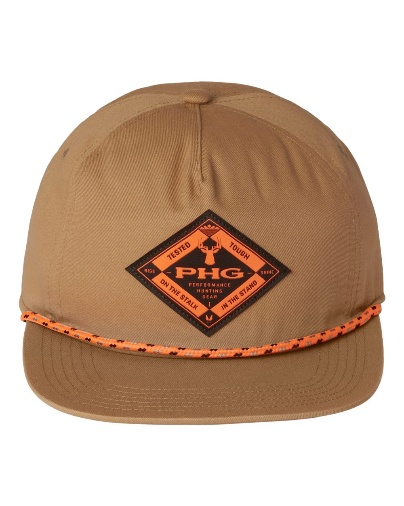 TESTED
TOUGH
PHG
PERFORMANCE
HUNTING
GEAR
ON THE STALK
IN THE STAND